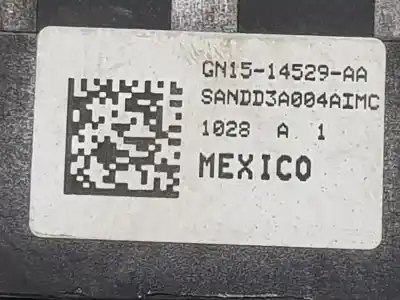 GN15-14529-AA
SANDD3A004AIMC
1028 A 1
MEXICO